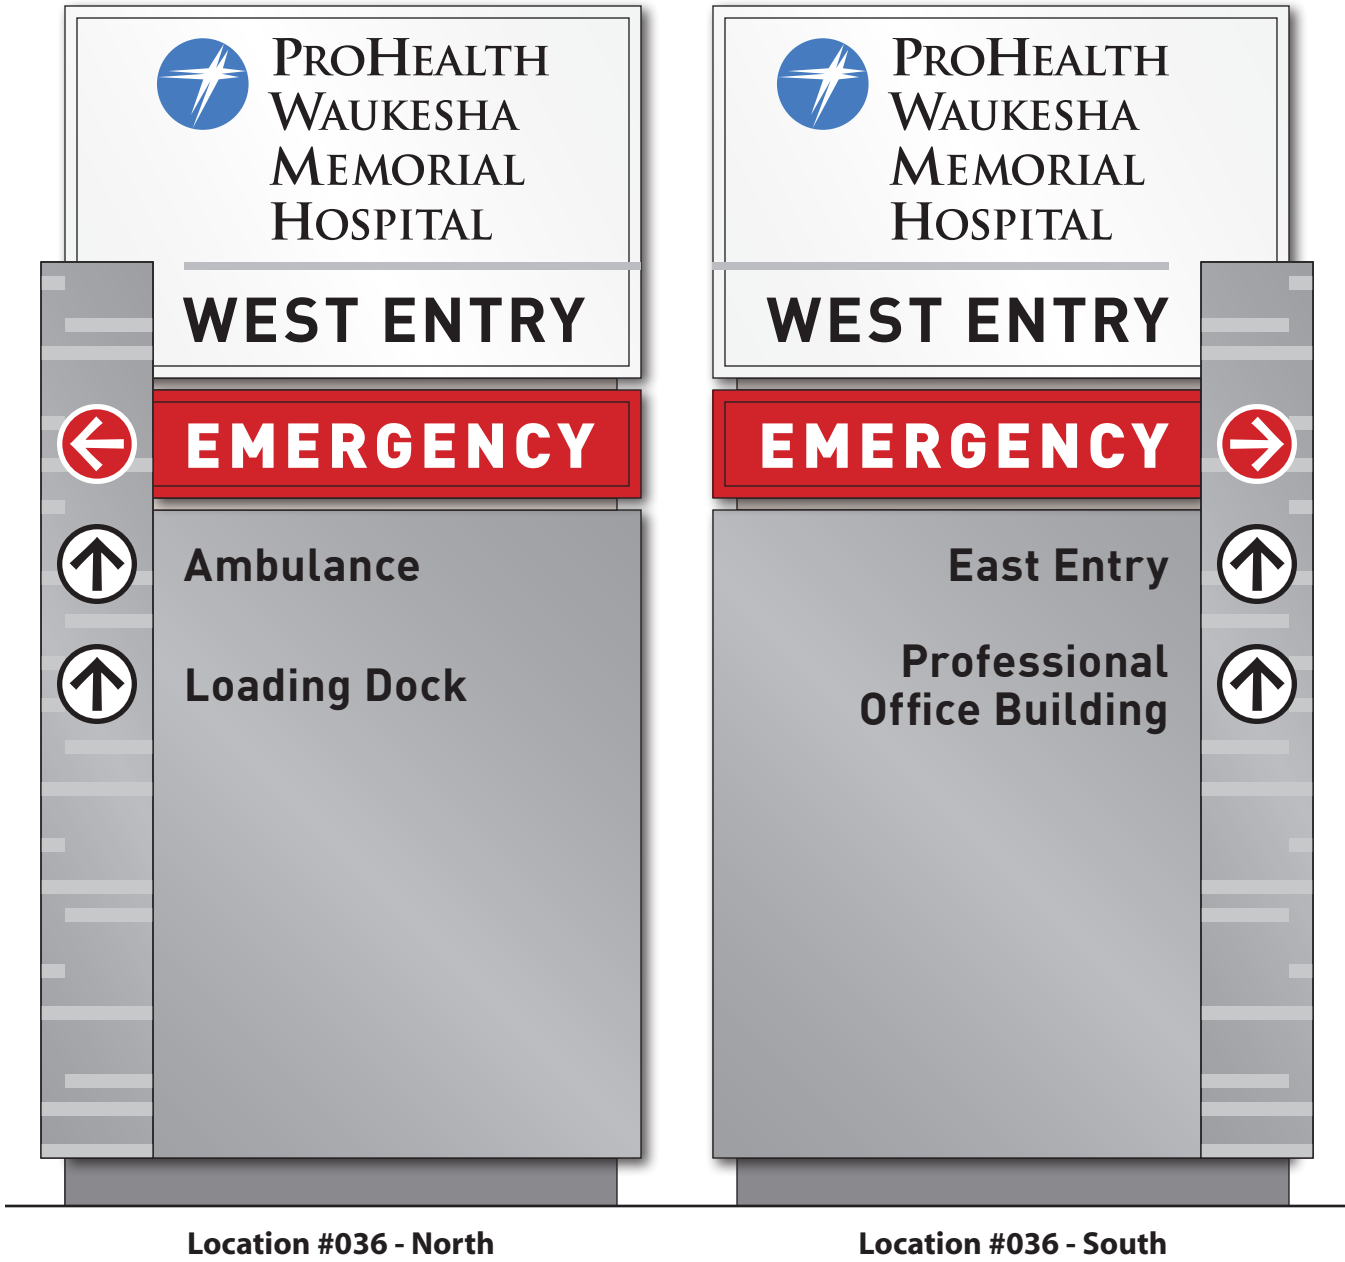 PROHEALTH
WAUKESHA
MEMORIAL
HOSPITAL
WEST ENTRY
EMERGENCY
Ambulance
Loading Dock
Location #036 - North
PROHEALTH
WAUKESHA
MEMORIAL
HOSPITAL
WEST ENTRY
EMERGENCY
East Entry
Professional
Office Building
Location #036 - South